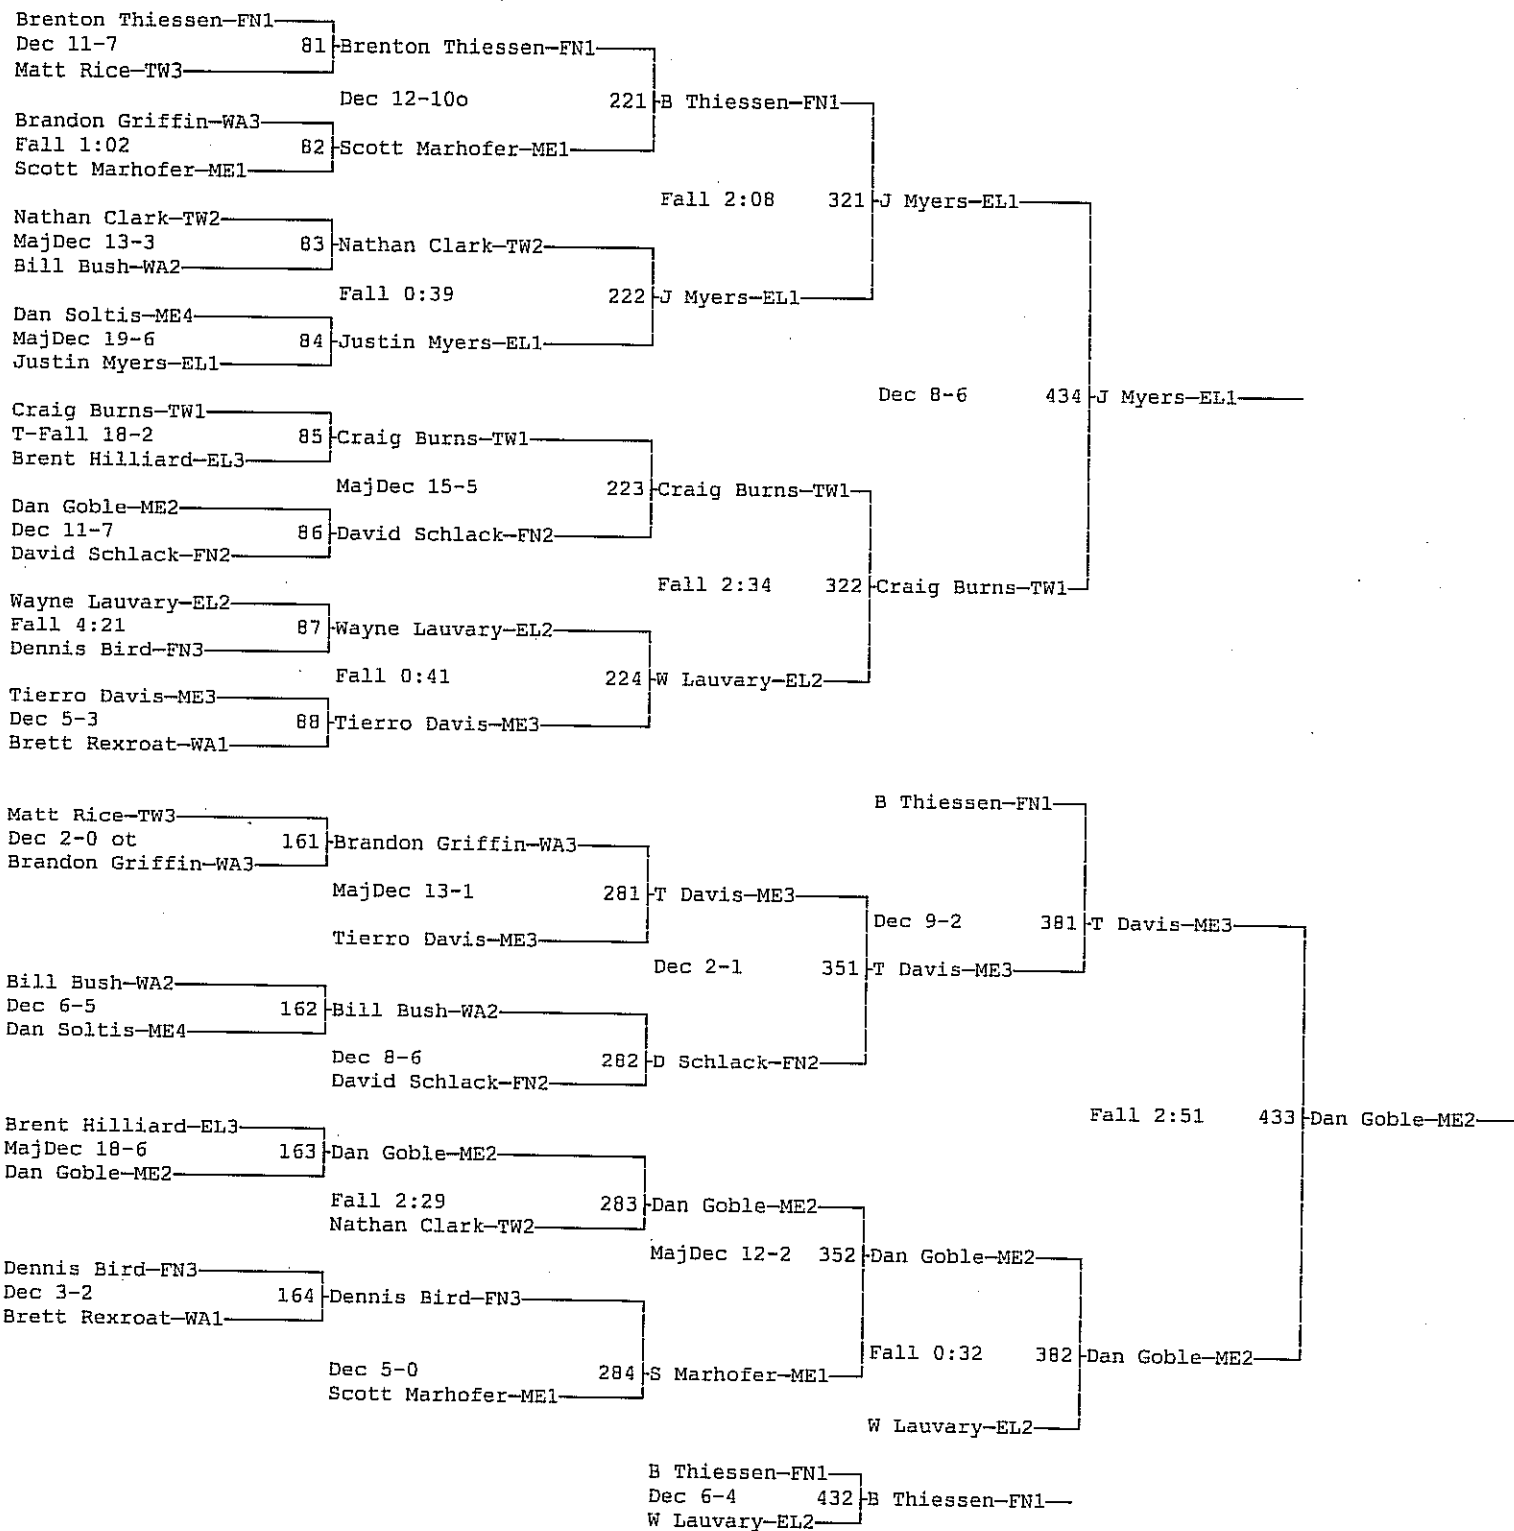 Brenton Thiessen—FN1
Dec 11-7 81 Brenton Thiessen—FN1
Matt Rice—TW3
Dec 12-10o 221 B Thiessen—FN1
Brandon Griffin—WA3
Fall 1:02 82 Scott Marhofer—ME1
Scott Marhofer—ME1
Fall 2:08 321 J Myers—EL1
Nathan Clark—TW2
MajDec 13-3 83 Nathan Clark—TW2
Bill Bush—WA2
Fall 0:39 222 J Myers—EL1
Dan Soltis—ME4
MajDec 19-6 84 Justin Myers—EL1
Justin Myers—EL1
Dec 8-6 434 J Myers—EL1
Craig Burns—TW1
T-Fall 18-2 85 Craig Burns—TW1
Brent Hilliard—EL3
MajDec 15-5 223 Craig Burns—TW1
Dan Goble—ME2
Dec 11-7 86 David Schlack—FN2
David Schlack—FN2
Fall 2:34 322 Craig Burns—TW1
Wayne Lauvary—EL2
Fall 4:21 87 Wayne Lauvary—EL2
Dennis Bird—FN3
Fall 0:41 224 W Lauvary—EL2
Tierro Davis—ME3
Dec 5-3 88 Tierro Davis—ME3
Brett Rexroat—WA1
B Thiessen—FN1
Matt Rice—TW3
Dec 2-0 ot 161 Brandon Griffin—WA3
Brandon Griffin—WA3
MajDec 13-1 281 T Davis—ME3
Dec 9-2 381 T Davis—ME3
Tierro Davis—ME3
Dec 2-1 351 T Davis—ME3
Bill Bush—WA2
Dec 6-5 162 Bill Bush—WA2
Dan Soltis—ME4
Dec 8-6 282 D Schlack—FN2
David Schlack—FN2
Fall 2:51 433 Dan Goble—ME2
Brent Hilliard—EL3
MajDec 18-6 163 Dan Goble—ME2
Dan Goble—ME2
Fall 2:29 283 Dan Goble—ME2
Nathan Clark—TW2
MajDec 12-2 352 Dan Goble—ME2
Dennis Bird—FN3
Dec 3-2 164 Dennis Bird—FN3
Brett Rexroat—WA1
Fall 0:32 382 Dan Goble—ME2
Dec 5-0 284 S Marhofer—ME1
Scott Marhofer—ME1
W Lauvary—EL2
B Thiessen—FN1
Dec 6-4 432 B Thiessen—FN1
W Lauvary—EL2